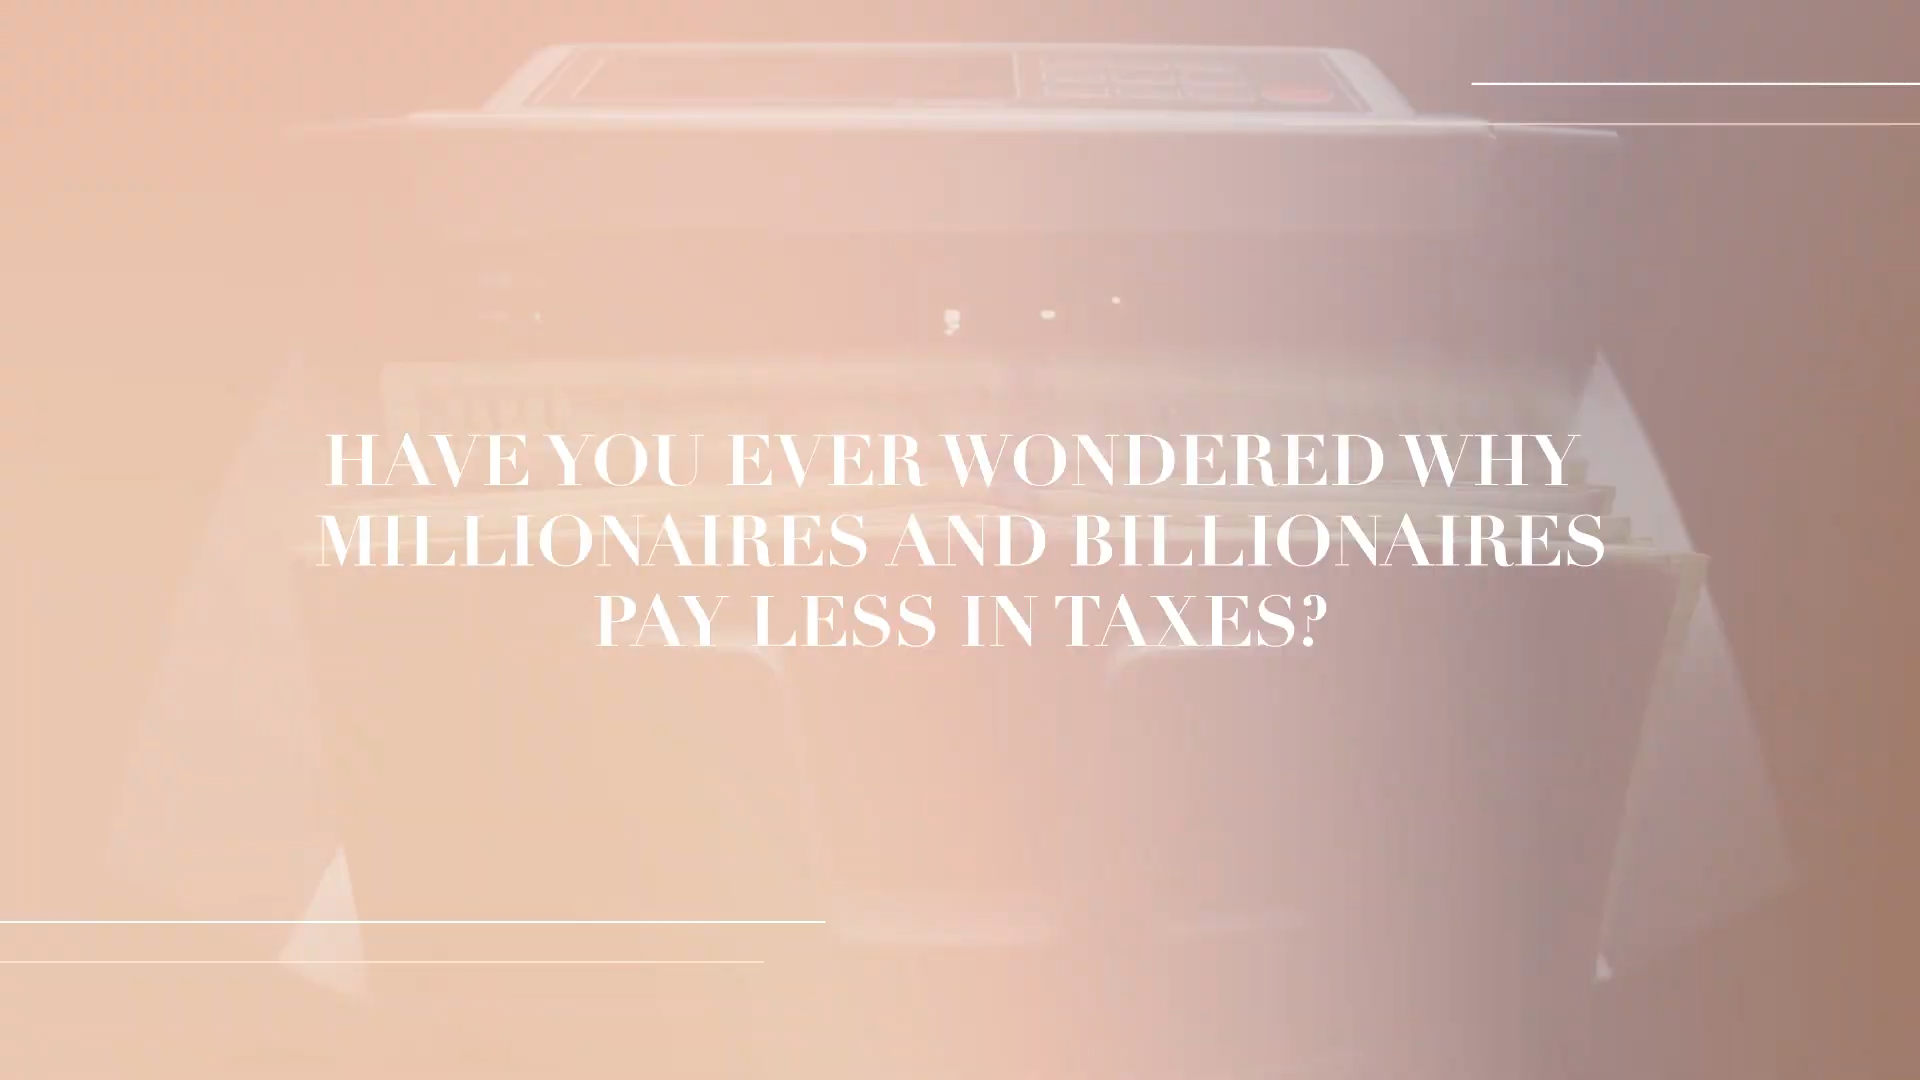 HAVE YOU EVER WONDERED WHY
MILLIONAIRES AND BILLIONAIRES
PAY LESS IN TAXES?